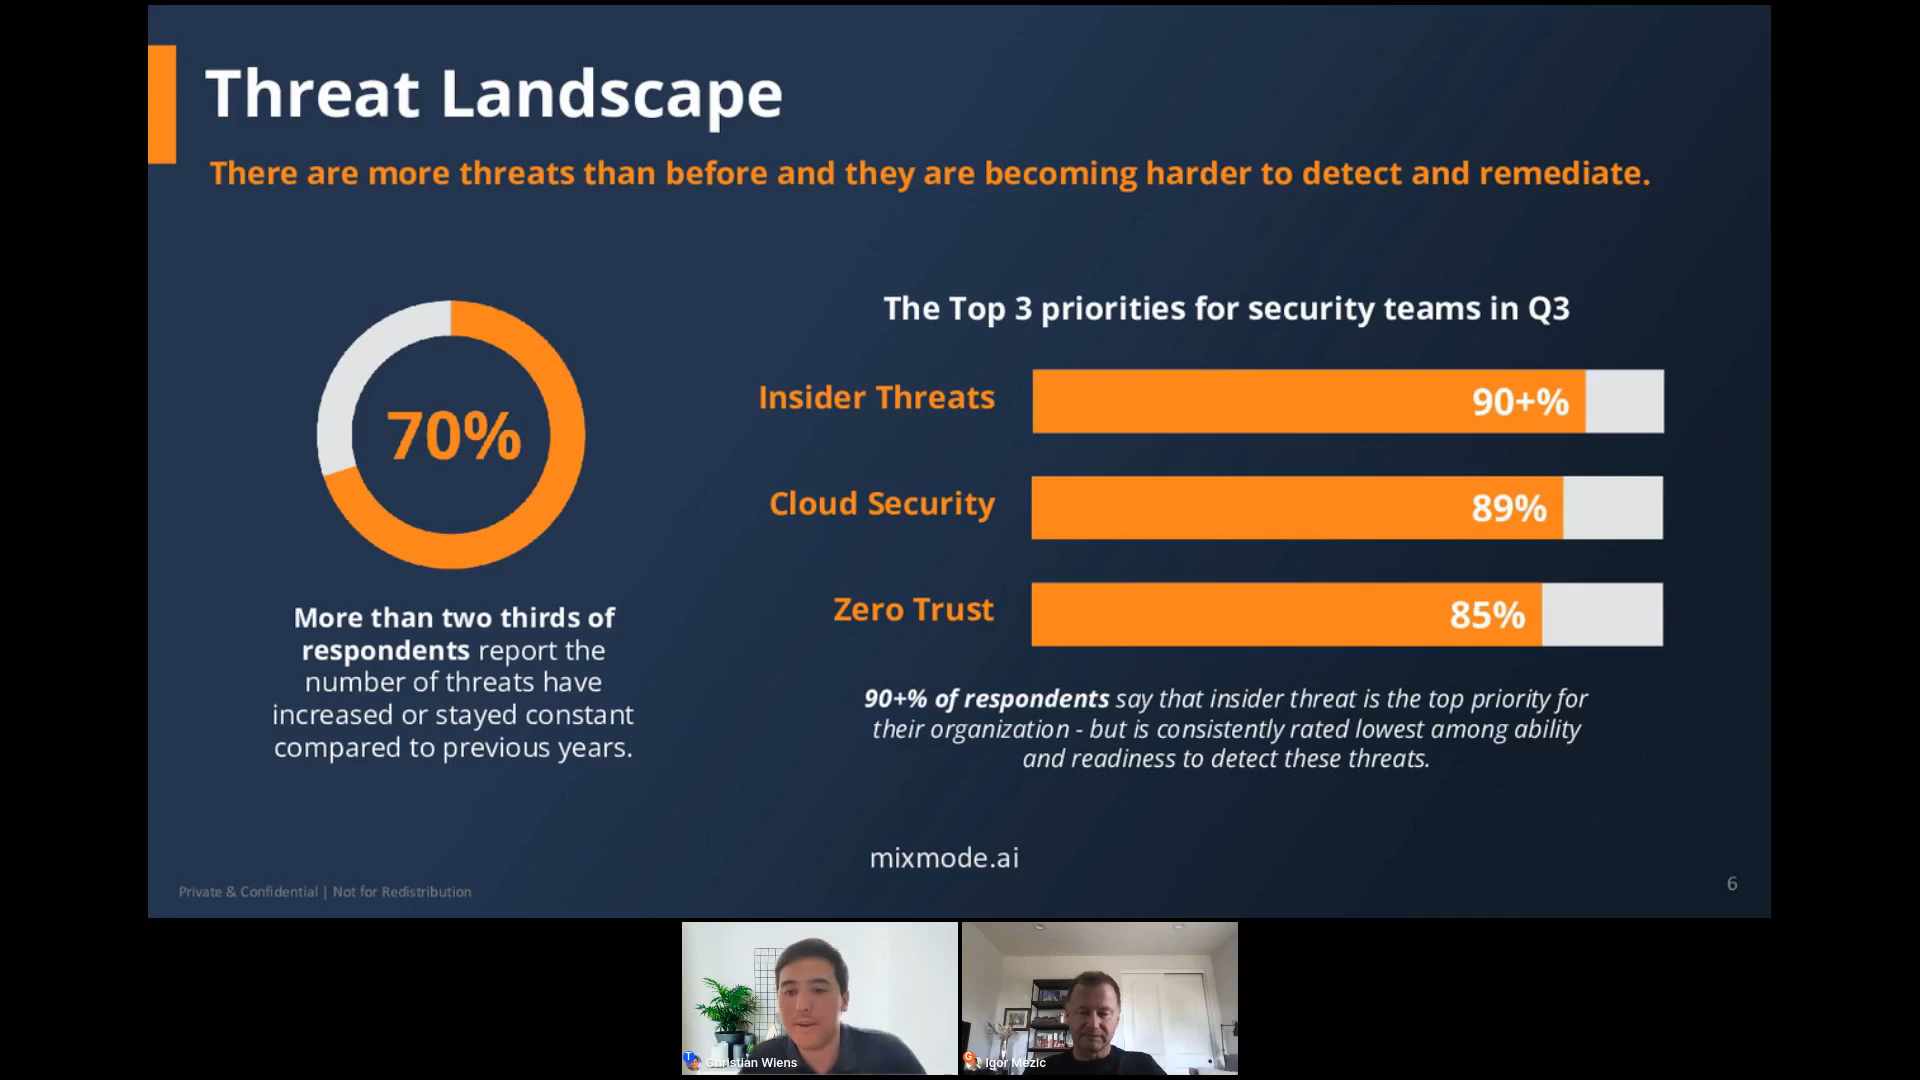 Threat Landscape
There are more threats than before and they are becoming harder to detect and remediate.
70%
More than two thirds of
respondents report the
number of threats have
increased or stayed constant
compared to previous years.
The Top 3 priorities for security teams in Q3
Insider Threats
90+%
Cloud Security
89%
Zero Trust
85%
90+% of respondents say that insider threat is the top priority for
their organization - but is consistently rated lowest among ability
and readiness to detect these threats.
mixmode.ai
Private & Confidential | Not for Redistribution
6
Christian Wiens
Igor Mezic